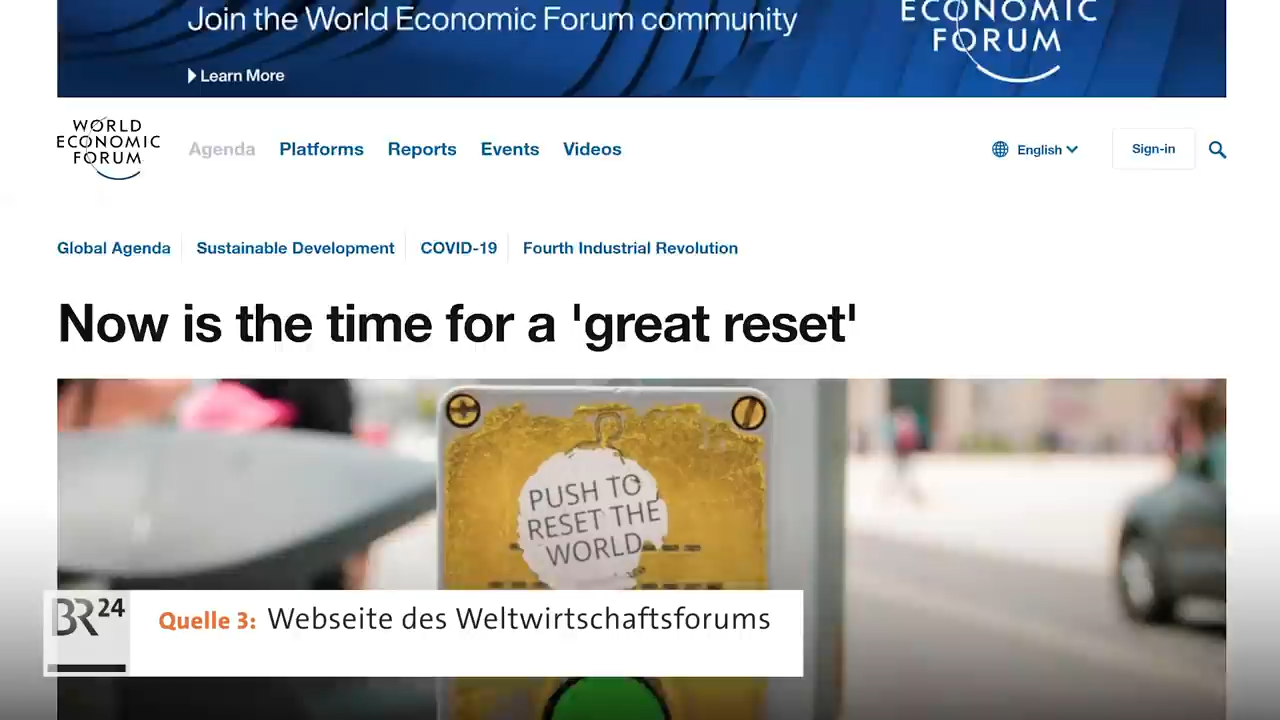 Join the World Economic Forum community
Learn More
ECONOMIC
FORUM
WORLD
ECONOMIC
FORUM
Agenda
Platforms
Reports
Events
Videos
English
Sign-in
Global Agenda
Sustainable Development
COVID-19
Fourth Industrial Revolution
Now is the time for a 'great reset'
PUSH TO
RESET THE
WORLD
BR24
Quelle 3: Webseite des Weltwirtschaftsforums